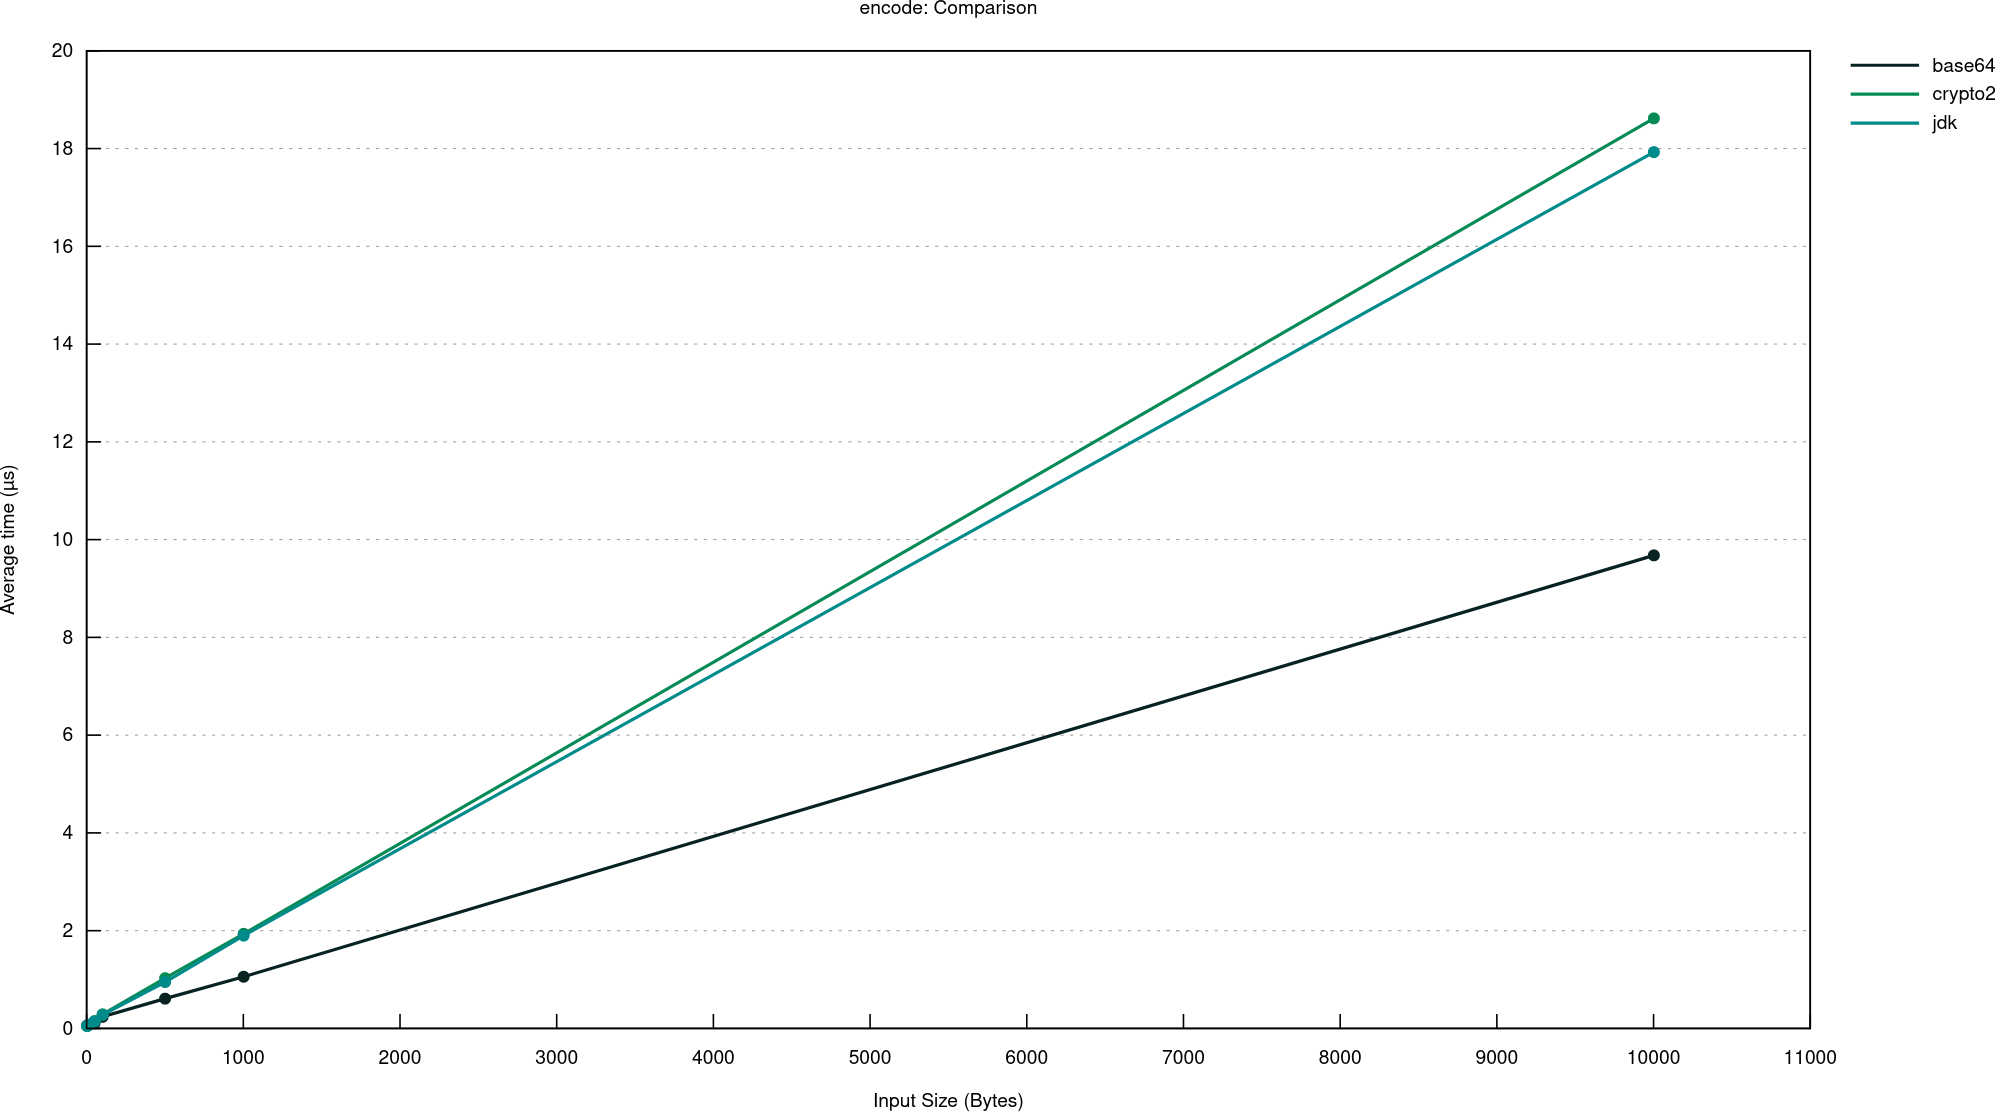 encode: Comparison
20
18
16
14
12
10
8
6
4
2
0
Average time (µs)
0 1000 2000 3000 4000 5000 6000 7000 8000 9000 10000 11000
Input Size (Bytes)
base64
crypto2
jdk